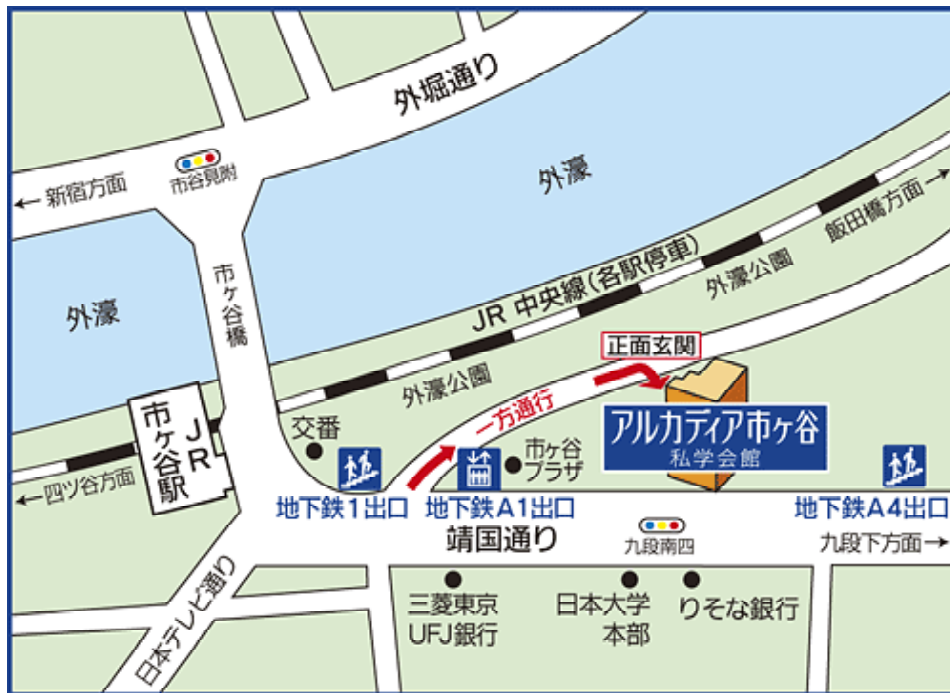 外堀通り
市谷見附
←新宿方面
外濠
飯田橋方面→
市ヶ谷橋
外濠
JR 中央線(各駅停車)
外濠公園
正面玄関
外濠公園
一方通行
アルカディア市ヶ谷
私学会館
JR
市ヶ谷駅
交番
市ヶ谷
プラザ
←四ツ谷方面
地下鉄1出口
地下鉄A1出口
地下鉄A4出口
靖国通り
九段南四
九段下方面→
日本テレビ通り
三菱東京
UFJ銀行
日本大学
本部
りそな銀行